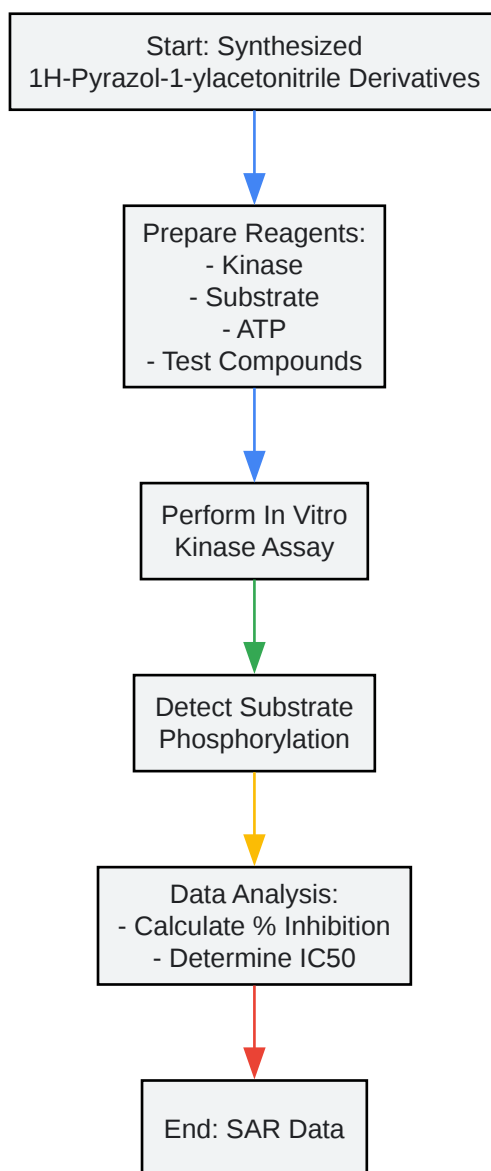 Start: Synthesized
1H-Pyrazol-1-ylacetonitrile Derivatives
Prepare Reagents:
- Kinase
- Substrate
- ATP
- Test Compounds
Perform In Vitro
Kinase Assay
Detect Substrate
Phosphorylation
Data Analysis:
- Calculate % Inhibition
- Determine IC50
End: SAR Data